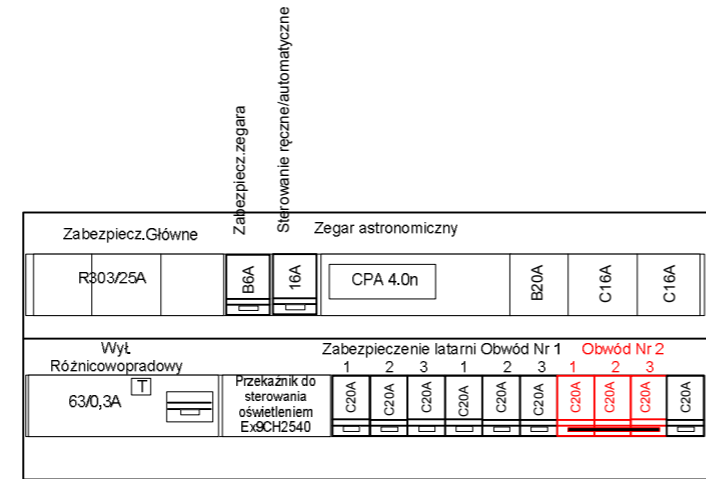 Zabezpiecz.zegara
Sterowanie ręczne/automatyczne
Zabezpiecz.Główne
Zegar astronomiczny
R303/25A
B6A
16A
CPA 4.0n
B20A
C16A
C16A
Wył.
Różnicowopradowy
Zabezpieczenie latarni Obwód Nr 1
Obwód Nr 2
1 2 3 1 2 3 1 2 3
63/0,3A
T
Przekaźnik do
sterowania
oświetleniem
Ex9CH2540
C20A C20A C20A C20A C20A C20A C20A C20A C20A C20A